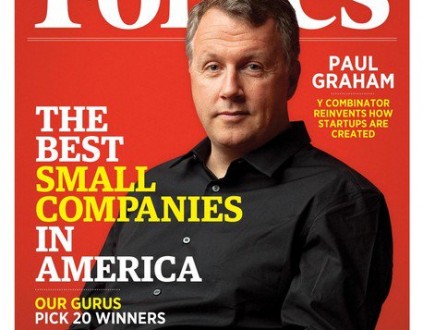 Forbes
PAUL
GRAHAM
Y COMBINATOR
REINVENTS HOW
STARTUPS ARE
CREATED
THE
BEST
SMALL
COMPANIES
IN
AMERICA
OUR GURUS
PICK 20 WINNERS